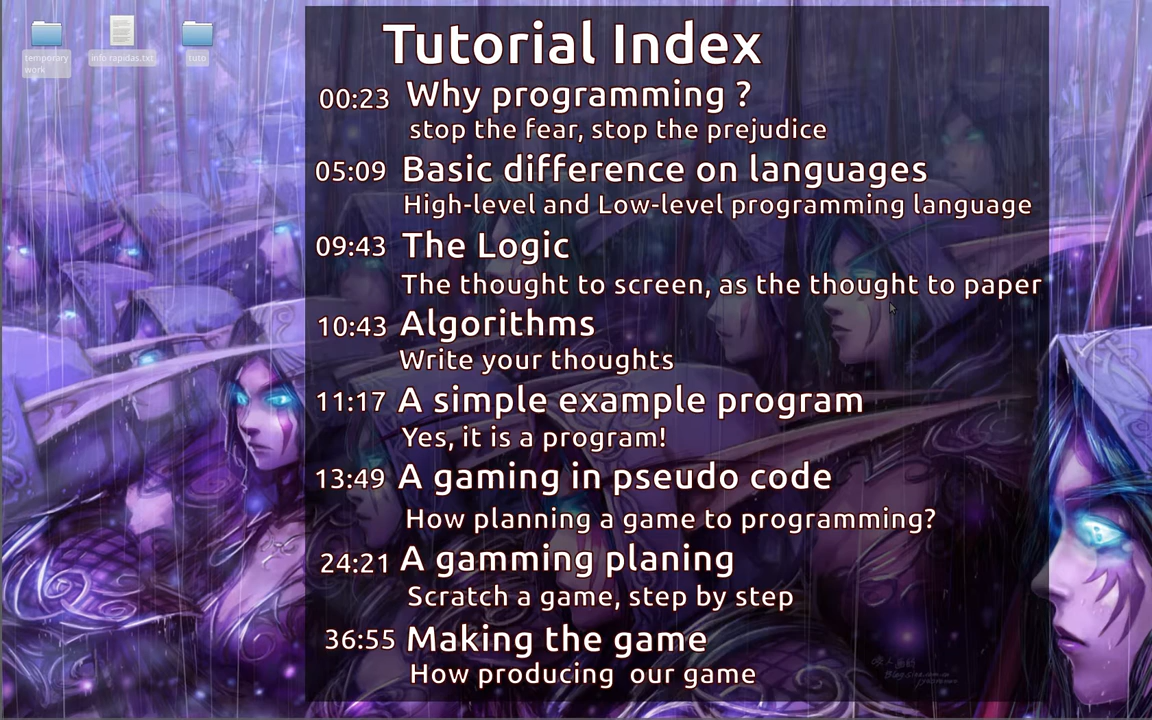 temporary
work
info rapidas.txt
tuto
Tutorial Index
00:23 Why programming ?
stop the fear, stop the prejudice
05:09 Basic difference on languages
High-level and Low-level programming language
09:43 The Logic
The thought to screen, as the thought to paper
10:43 Algorithms
Write your thoughts
11:17 A simple example program
Yes, it is a program!
13:49 A gaming in pseudo code
How planning a game to programming?
24:21 A gamming planing
Scratch a game, step by step
36:55 Making the game
How producing our game